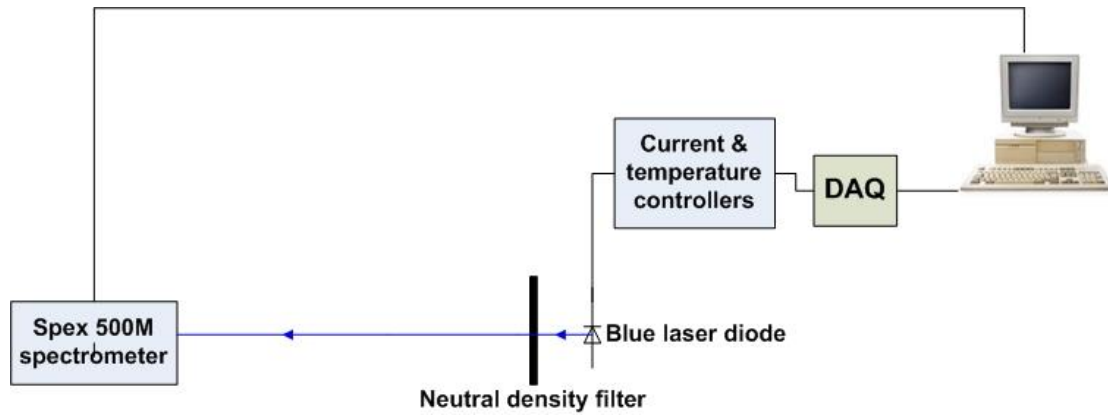 Current &
temperature
controllers
DAQ
Spex 500M
spectrometer
Blue laser diode
Neutral density filter